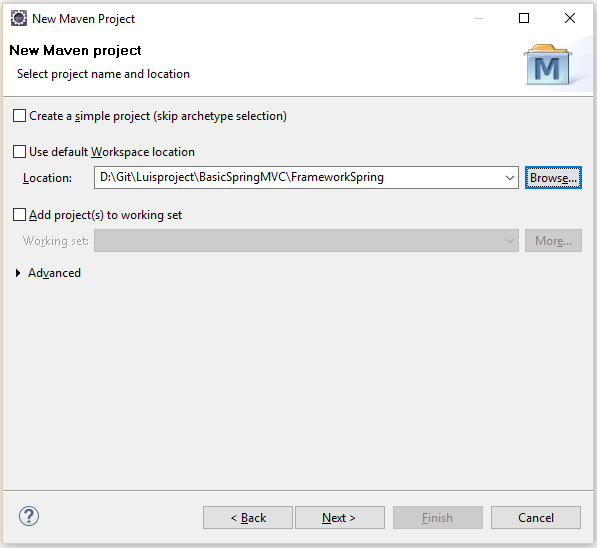 New Maven Project
New Maven project
Select project name and location
M
Create a simple project (skip archetype selection)
Use default Workspace location
Location: D:\Git\Luisproject\BasicSpringMVC\FrameworkSpring Browse...
Add project(s) to working set
Working set: More...
Advanced
? < Back Next > Finish Cancel